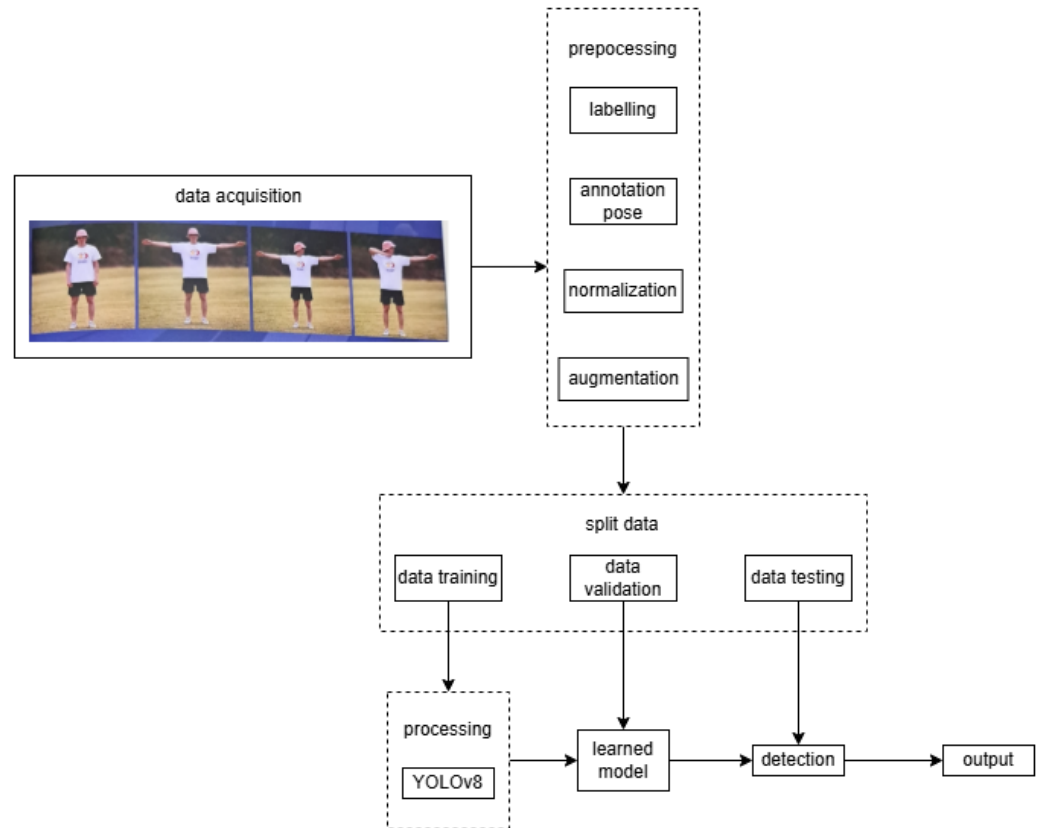 prepocessing
labelling
annotation
pose
normalization
augmentation
data acquisition
split data
data training
data
validation
data testing
processing
YOLOv8
learned
model
detection
output